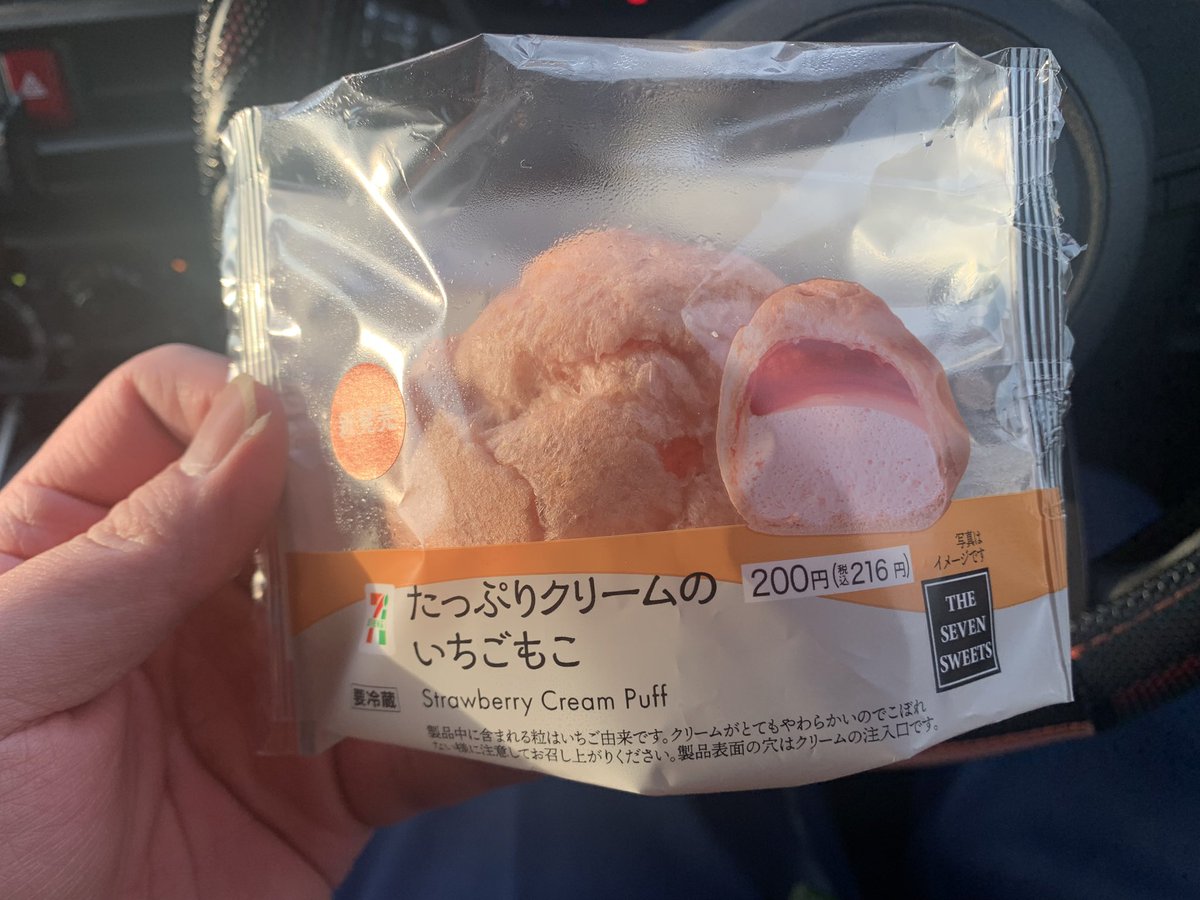 新発売
写真は
イメージです
200円(税込216円)
たっぷりクリームの
いちごもこ
THE
SEVEN
SWEETS
要冷蔵
Strawberry Cream Puff
製品中に含まれる粒はいちご由来です。クリームがとてもやわらかいのでこぼれ
ない様に注意してお召し上がりください。製品表面の穴はクリームの注入口です。